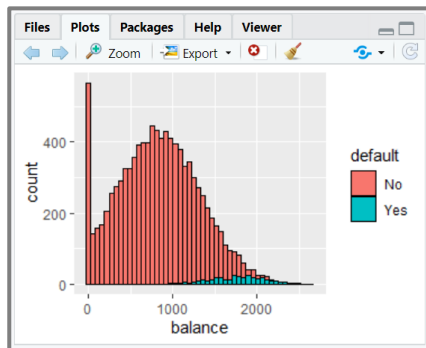 Files Plots Packages Help Viewer
Zoom Export
400
200
0
count
0 1000 2000
balance
default
No
Yes